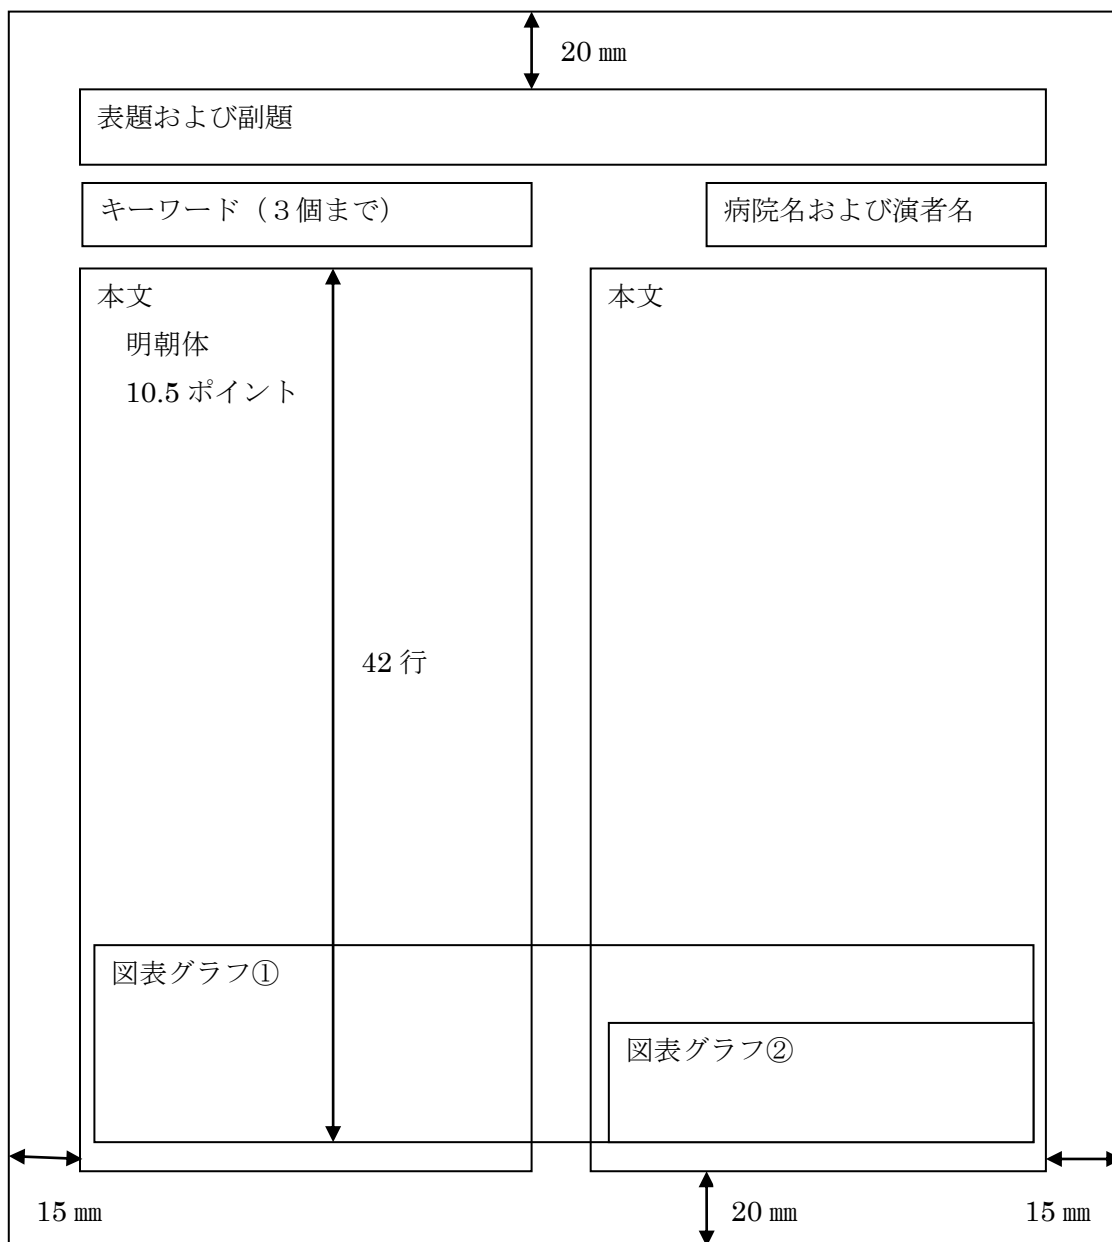 20 ㎜
表題および副題
キーワード（３個まで）
病院名および演者名
本文
明朝体
10.5 ポイント
42 行
本文
図表グラフ①
図表グラフ②
15 ㎜
20 ㎜
15 ㎜